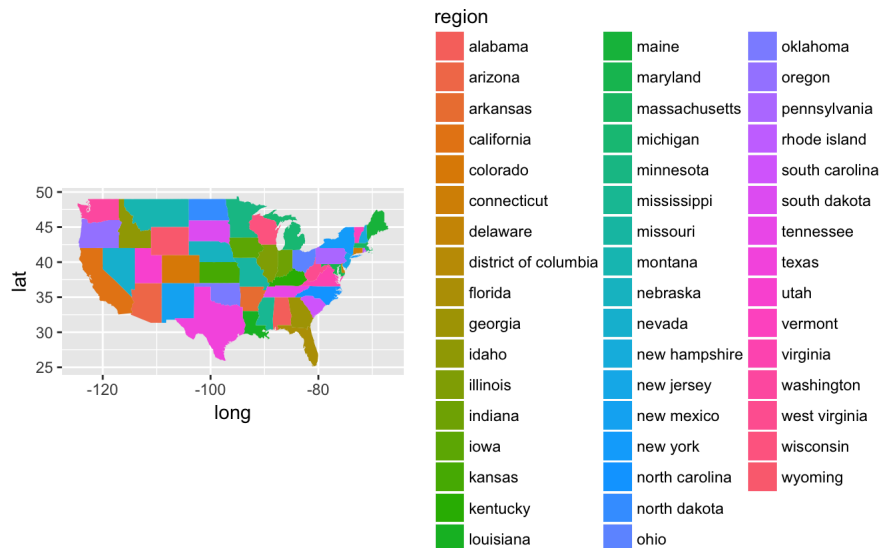 region
alabama
arizona
arkansas
california
colorado
connecticut
delaware
district of columbia
florida
georgia
idaho
illinois
indiana
iowa
kansas
kentucky
louisiana
maine
maryland
massachusetts
michigan
minnesota
mississippi
missouri
montana
nebraska
nevada
new hampshire
new jersey
new mexico
new york
north carolina
north dakota
ohio
oklahoma
oregon
pennsylvania
rhode island
south carolina
south dakota
tennessee
texas
utah
vermont
virginia
washington
west virginia
wisconsin
wyoming
lat
50
45
40
35
30
25
-120 -100 -80
long